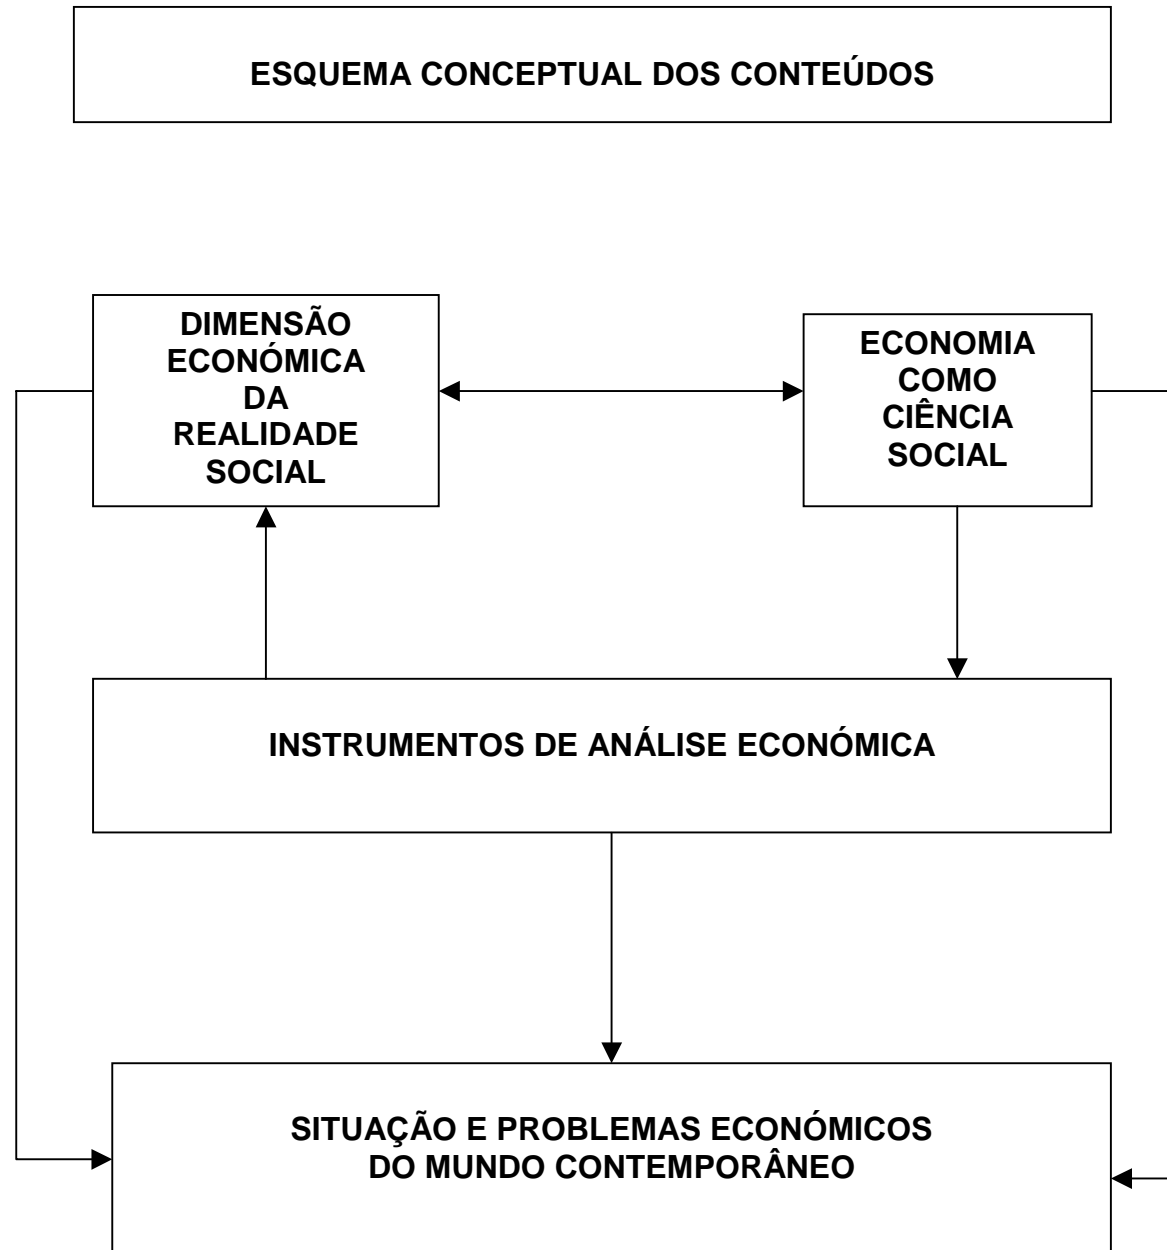 ESQUEMA CONCEPTUAL DOS CONTEÚDOS
DIMENSÃO
ECONÓMICA
DA
REALIDADE
SOCIAL
ECONOMIA
COMO
CIÊNCIA
SOCIAL
INSTRUMENTOS DE ANÁLISE ECONÓMICA
SITUAÇÃO E PROBLEMAS ECONÓMICOS
DO MUNDO CONTEMPORÂNEO